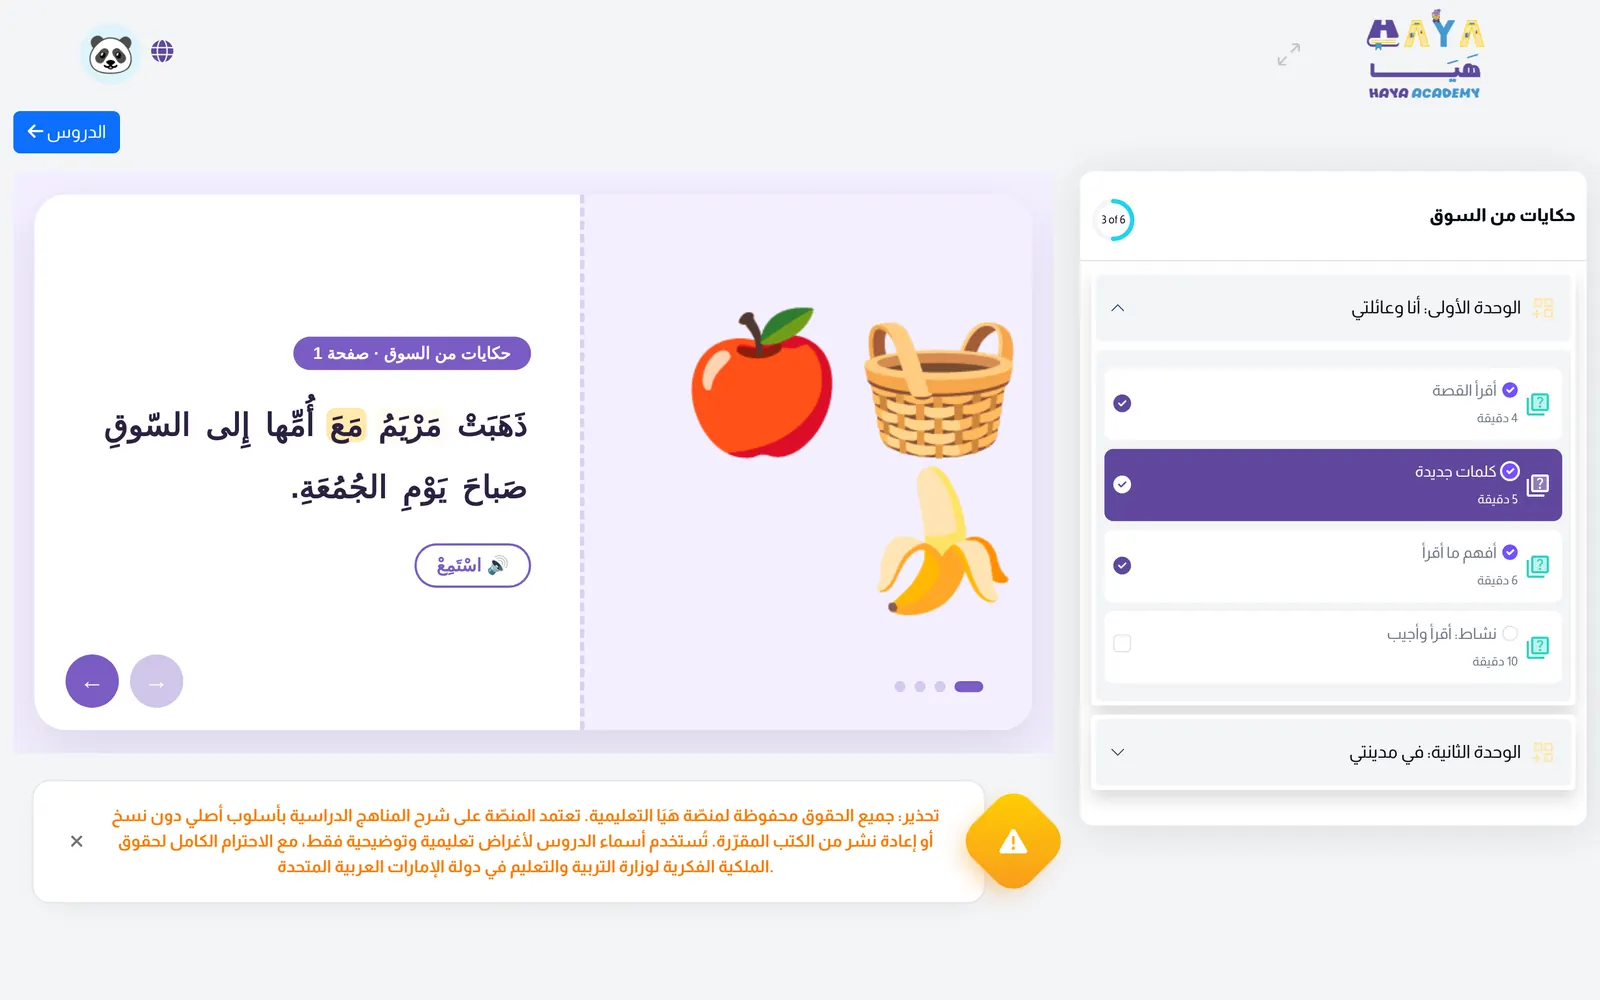 HAYA
هَيَا
HAYA ACADEMY
الدروس
حكايات من السوق
3 of 6
الوحدة الأولى: أنا وعائلتي
أقرأ القصة
4 دقيقة
كلمات جديدة
5 دقيقة
أفهم ما أقرأ
6 دقيقة
نشاط: أقرأ وأجيب
10 دقيقة
الوحدة الثانية: في مدينتي
حكايات من السوق · صفحة 1
ذَهَبَتْ مَرْيَمُ مَعَ أُمِّها إِلى السّوقِ
صَباحَ يَوْمِ الجُمُعَةِ.
اسْتَمِعْ
تحذير: جميع الحقوق محفوظة لمنصّة هَيَا التعليمية. تعتمد المنصّة على شرح المناهج الدراسية بأسلوب أصلي دون نسخ
أو إعادة نشر من الكتب المقرّرة. تُستخدم أسماء الدروس لأغراض تعليمية وتوضيحية فقط، مع الاحترام الكامل لحقوق
الملكية الفكرية لوزارة التربية والتعليم في دولة الإمارات العربية المتحدة.